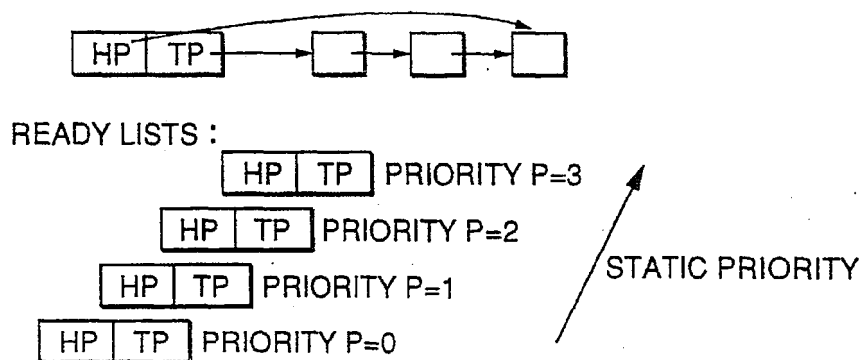 HP TP
READY LISTS :
HP TP PRIORITY P=3
HP TP PRIORITY P=2
STATIC PRIORITY
HP TP PRIORITY P=1
HP TP PRIORITY P=0